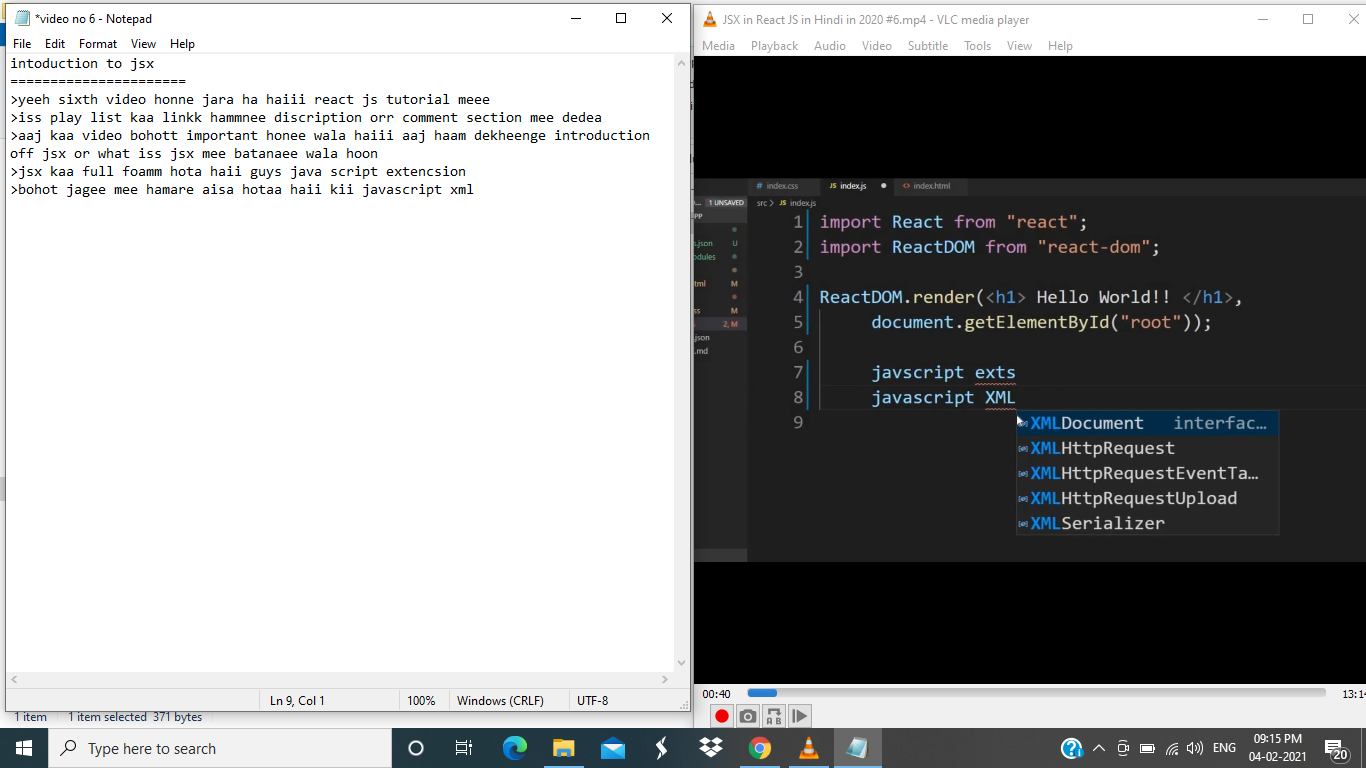 *video no 6 - Notepad
File Edit Format View Help
intoduction to jsx
======================
>yeeh sixth video honne jara ha haiii react js tutorial meee
>iss play list kaa linkk hammnee discription orr comment section mee dedea
>aaj kaa video bohott important honee wala haiii aaj haam dekheenge introduction
off jsx or what iss jsx mee batanaee wala hoon
>jsx kaa full foamm hota haii guys java script extencsion
>bohot jagee mee hamare aisa hotaa haii kii javascript xml
Ln 9, Col 1 100% Windows (CRLF) UTF-8
1 item 1 item selected 371 bytes
JSX in React JS in Hindi in 2020 #6.mp4 - VLC media player
Media Playback Audio Video Subtitle Tools View Help
# index.css JS index.js index.html
1 UNSAVED src > JS index.js
1 import React from "react";
2 import ReactDOM from "react-dom";
3
4 ReactDOM.render(<h1> Hello World!! </h1>,
5 document.getElementById("root"));
6
7 javscript exts
8 javascript XML
9
XMLDocument interfac...
XMLHttpRequest
XMLHttpRequestEventTa...
XMLHttpRequestUpload
XMLSerializer
s.json U
odules
tml M
ss M
2, M
json
.md
00:40 13:14
Type here to search
ENG
09:15 PM
04-02-2021
20